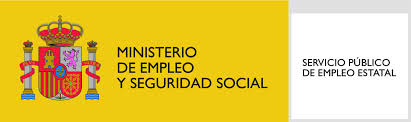 MINISTERIO
DE EMPLEO
Y SEGURIDAD SOCIAL
SERVICIO PÚBLICO
DE EMPLEO ESTATAL